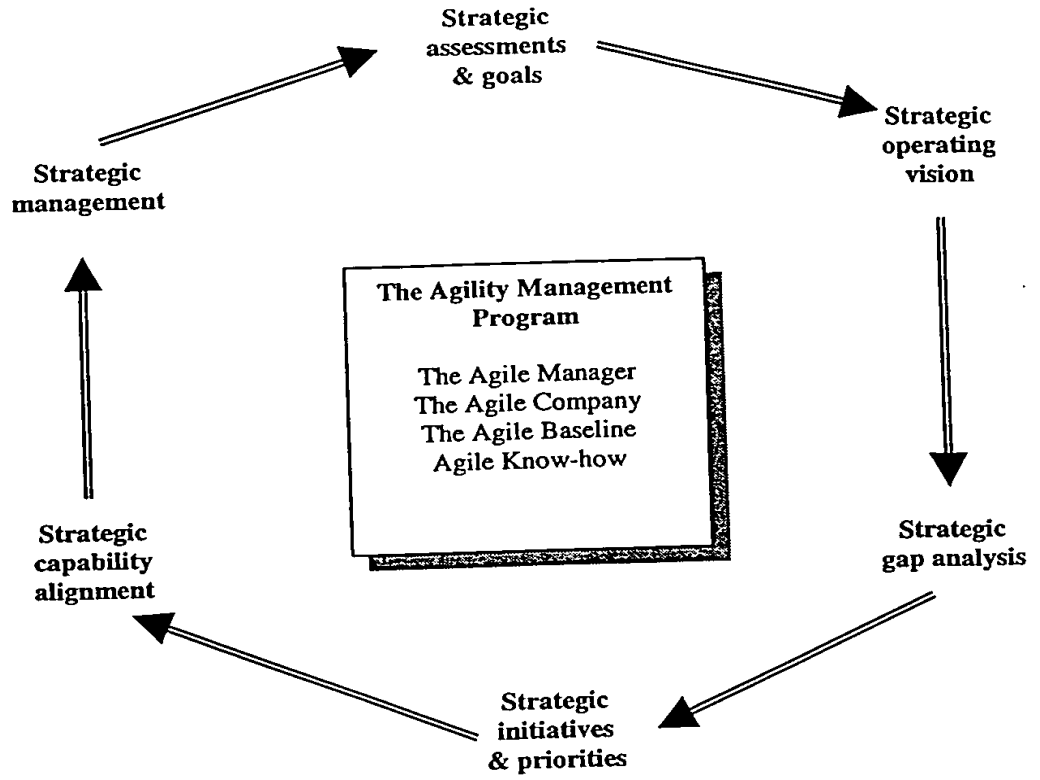 Strategic
assessments
& goals
Strategic
operating
vision
Strategic
management
The Agility Management
Program
The Agile Manager
The Agile Company
The Agile Baseline
Agile Know-how
Strategic
gap analysis
Strategic
capability
alignment
Strategic
initiatives
& priorities